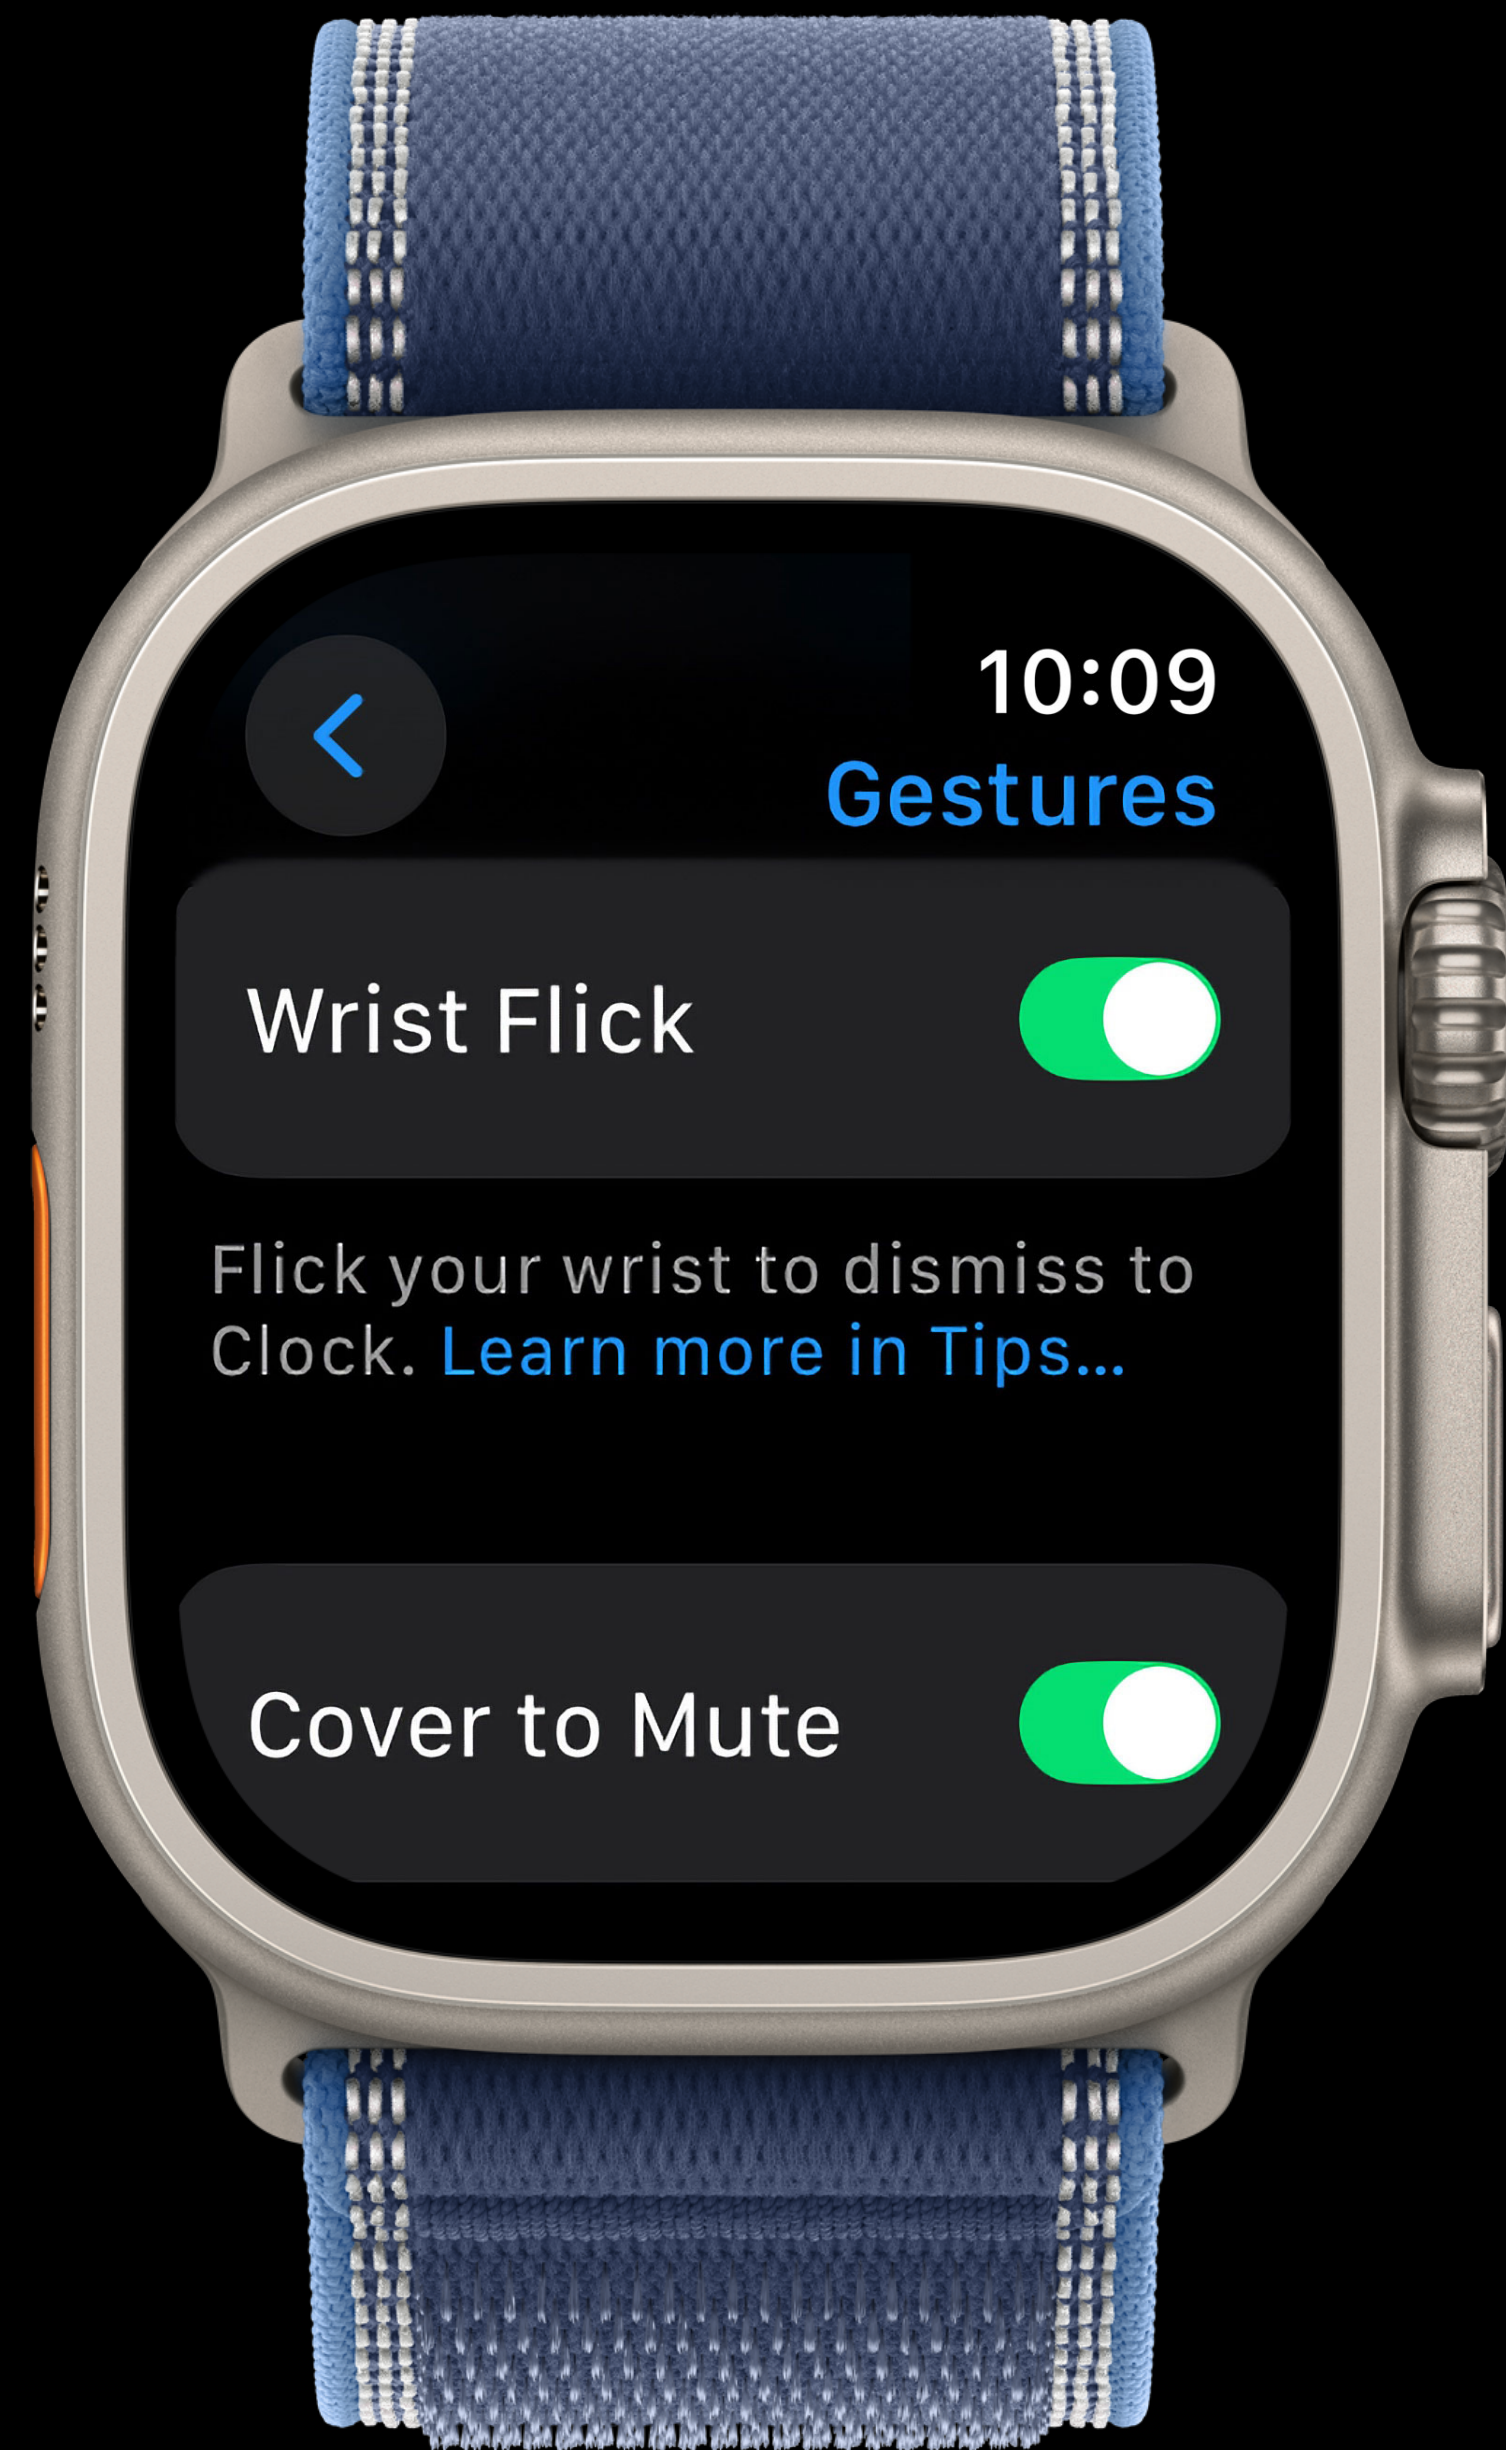 10:09
Gestures
Wrist Flick
Flick your wrist to dismiss to
Clock. Learn more in Tips...
Cover to Mute